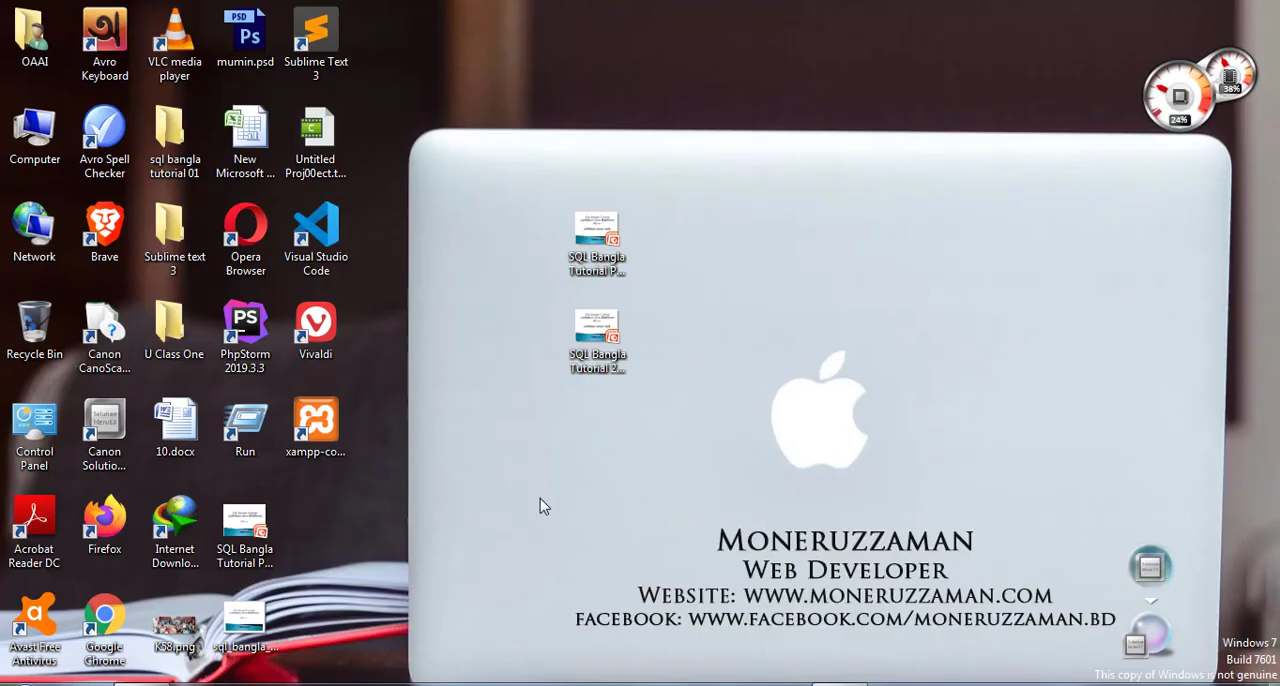 OAAI
Avro
Keyboard
VLC media
player
PSD
Ps
mumin.psd
Sublime Text
3
Computer
Avro Spell
Checker
sql bangla
tutorial 01
New
Microsoft ...
Untitled
Proj00ect.t...
Network
Brave
Sublime text
3
Opera
Browser
Visual Studio
Code
Recycle Bin
Canon
CanoSca...
U Class One
PS
PhpStorm
2019.3.3
Vivaldi
Control
Panel
Canon
Solutio...
10.docx
Run
xampp-co...
Acrobat
Reader DC
Firefox
Internet
Downlo...
SQL Bangla
Tutorial P...
Avast Free
Antivirus
Google
Chrome
K58.png
sql_bangla_...
SQL Bangla
Tutorial P...
SQL Bangla
Tutorial 2...
38%
24%
Moneruzzaman
Web Developer
Website: www.moneruzzaman.com
facebook: www.facebook.com/moneruzzaman.bd
Windows 7
Build 7601
This copy of Windows is not genuine